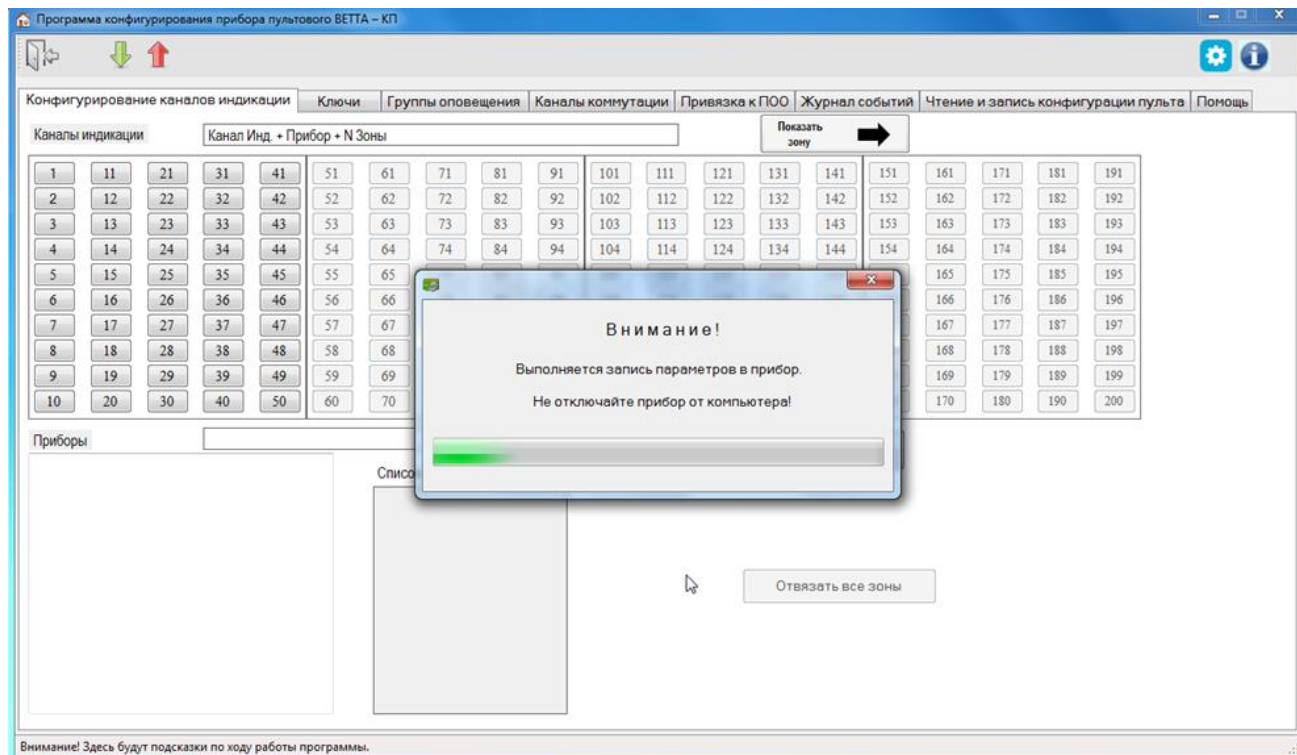 Программа конфигурирования прибора пультового ВЕТТА – КП
Конфигурирование каналов индикации Ключи Группы оповещения Каналы коммутации Привязка к ПОО Журнал событий Чтение и запись конфигурации пульта Помощь
Каналы индикации Канал Инд. + Прибор + N Зоны Показать
зону
1 11 21 31 41 51 61 71 81 91 101 111 121 131 141 151 161 171 181 191
2 12 22 32 42 52 62 72 82 92 102 112 122 132 142 152 162 172 182 192
3 13 23 33 43 53 63 73 83 93 103 113 123 133 143 153 163 173 183 193
4 14 24 34 44 54 64 74 84 94 104 114 124 134 144 154 164 174 184 194
5 15 25 35 45 55 65 165 175 185 195
6 16 26 36 46 56 66 166 176 186 196
7 17 27 37 47 57 67 167 177 187 197
8 18 28 38 48 58 68 168 178 188 198
9 19 29 39 49 59 69 169 179 189 199
10 20 30 40 50 60 70 170 180 190 200
Внимание!
Выполняется запись параметров в прибор.
Не отключайте прибор от компьютера!
Приборы
Списо
Отвязать все зоны
Внимание! Здесь будут подсказки по ходу работы программы.